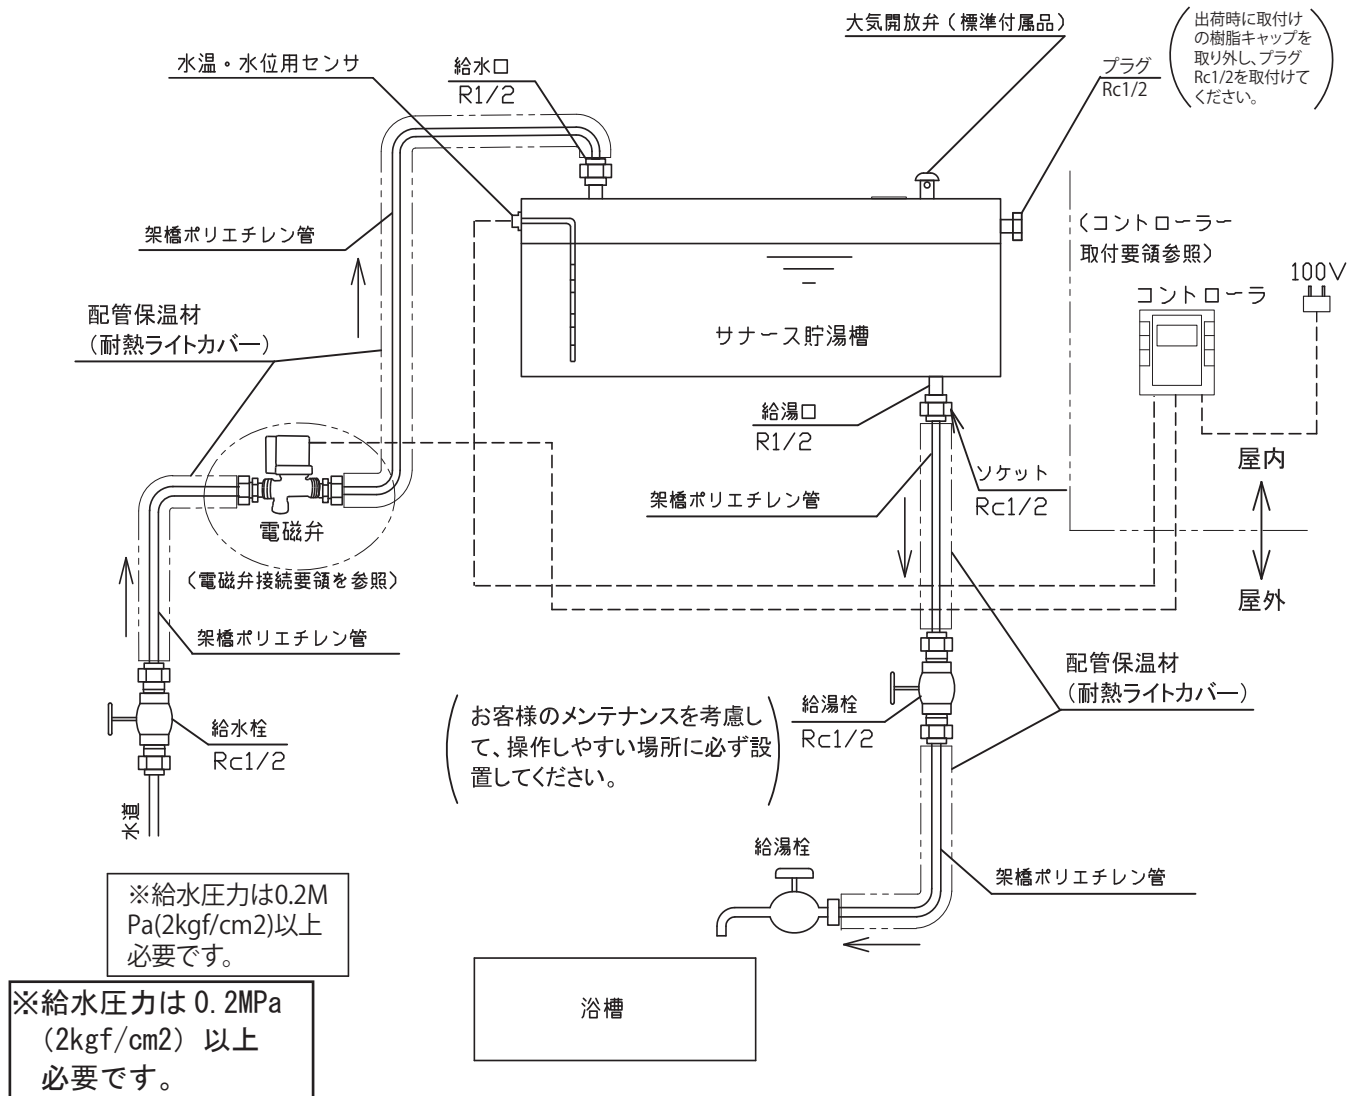 大気開放弁(標準付属品)
出荷時に取付け
の樹脂キャップを
取り外し、プラグ
Rc1/2を取付けて
ください。
プラグ
Rc1/2
水温・水位用センサ
給水口
R1/2
架橋ポリエチレン管
(コントローラー
取付要領参照)
100V
コントローラ
配管保温材
(耐熱ライトカバー)
サナース貯湯槽
給湯口
R1/2
屋内
ソケット
Rc1/2
架橋ポリエチレン管
電磁弁
(電磁弁接続要領を参照)
屋外
架橋ポリエチレン管
配管保温材
(耐熱ライトカバー)
給水栓
Rc1/2
お客様のメンテナンスを考慮し
て、操作しやすい場所に必ず設
置してください。
給湯栓
Rc1/2
水道
給湯栓
架橋ポリエチレン管
※給水圧力は0.2M
Pa(2kgf/cm2)以上
必要です。
※給水圧力は0.2MPa
(2kgf/cm2) 以上
必要です。
浴槽